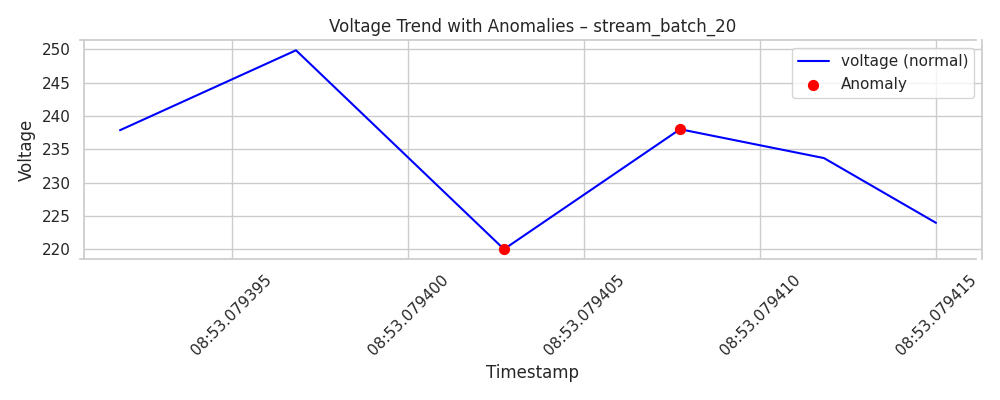 Voltage Trend with Anomalies – stream_batch_20
voltage (normal)
Anomaly
Voltage
250
245
240
235
230
225
220
08:53.079395
08:53.079400
08:53.079405
08:53.079410
08:53.079415
Timestamp